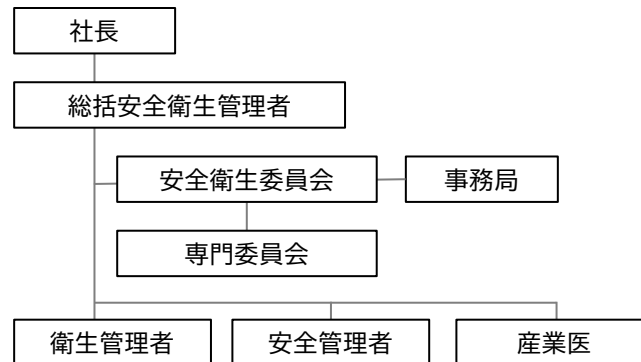 社長
総括安全衛生管理者
安全衛生委員会
事務局
専門委員会
衛生管理者
安全管理者
産業医